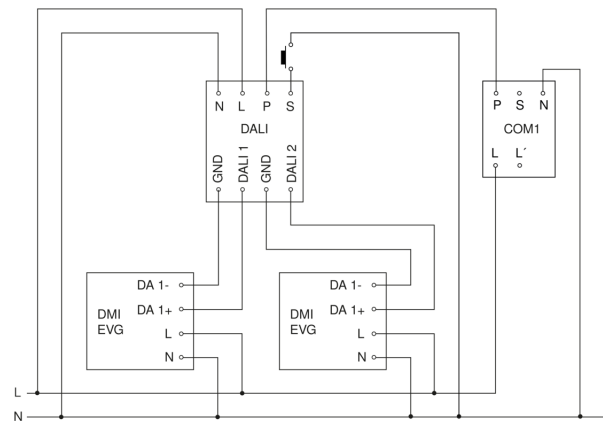 N L P S
DALI
GND DALI 1 GND DALI 2
P S N
COM1
L L´
DA 1-
DA 1+
L
N
DMI
EVG
DA 1-
DA 1+
L
N
DMI
EVG
L
N